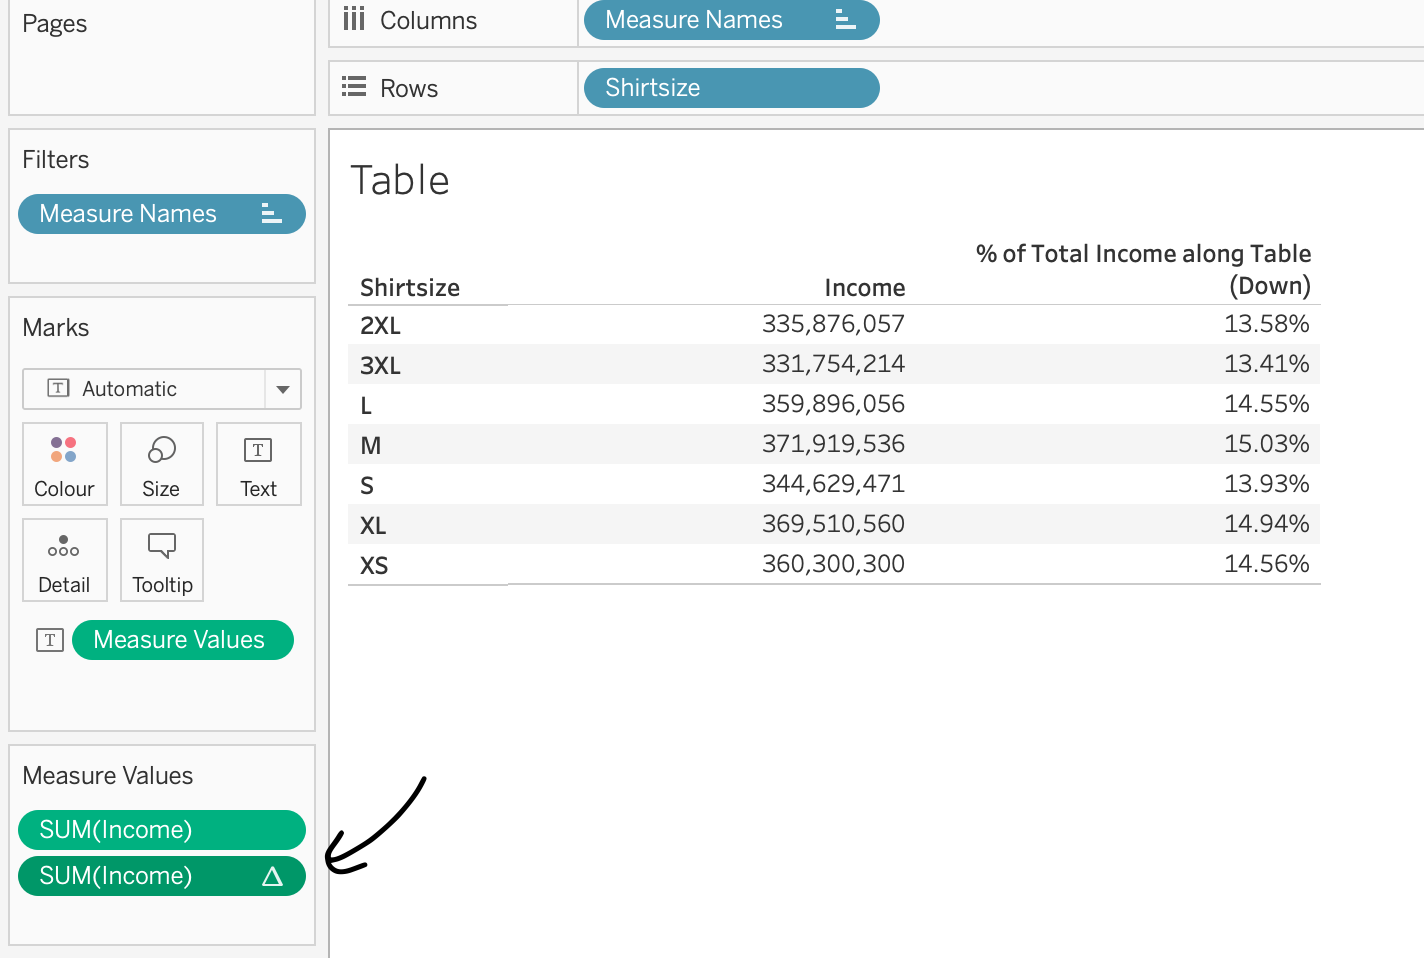 Pages
Columns
Measure Names
Rows
Shirtsize
Filters
Measure Names
Marks
T Automatic
Colour
Size
T
Text
Detail
Tooltip
T Measure Values
Measure Values
SUM(Income)
SUM(Income) Δ
Table
% of Total Income along Table
Shirtsize Income (Down)
2XL 335,876,057 13.58%
3XL 331,754,214 13.41%
L 359,896,056 14.55%
M 371,919,536 15.03%
S 344,629,471 13.93%
XL 369,510,560 14.94%
XS 360,300,300 14.56%